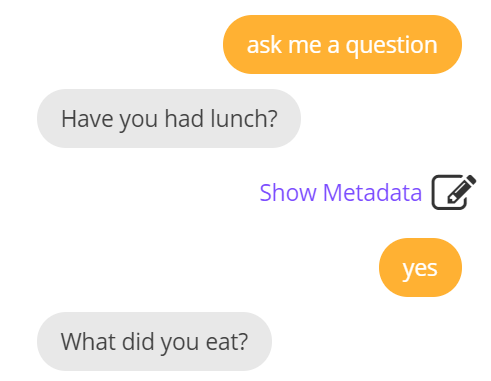 ask me a question
Have you had lunch?
Show Metadata
yes
What did you eat?